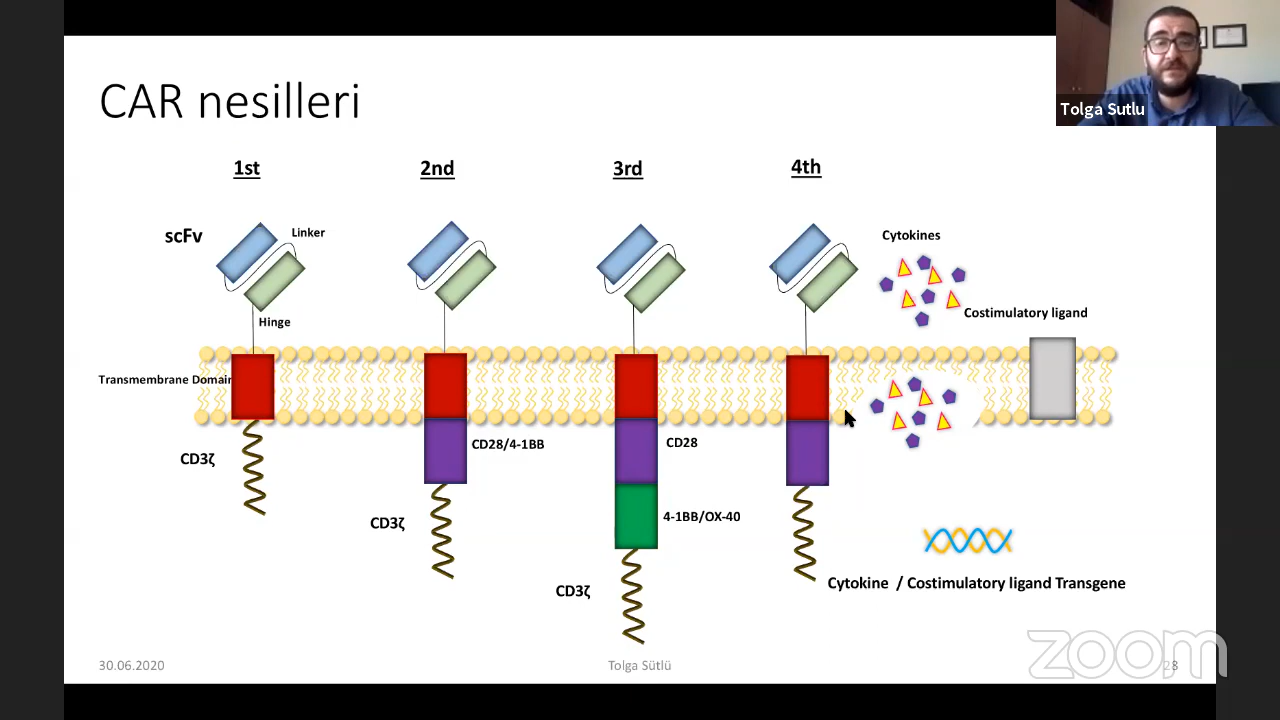 CAR nesilleri
Tolga Sutlu
1st
2nd
3rd
4th
scFv
Linker
Cytokines
Hinge
Costimulatory ligand
Transmembrane Domain
CD3ζ
CD28/4-1BB
CD28
CD3ζ
4-1BB/OX-40
CD3ζ
Cytokine / Costimulatory ligand Transgene
30.06.2020
Tolga Sütlü
28
zoom